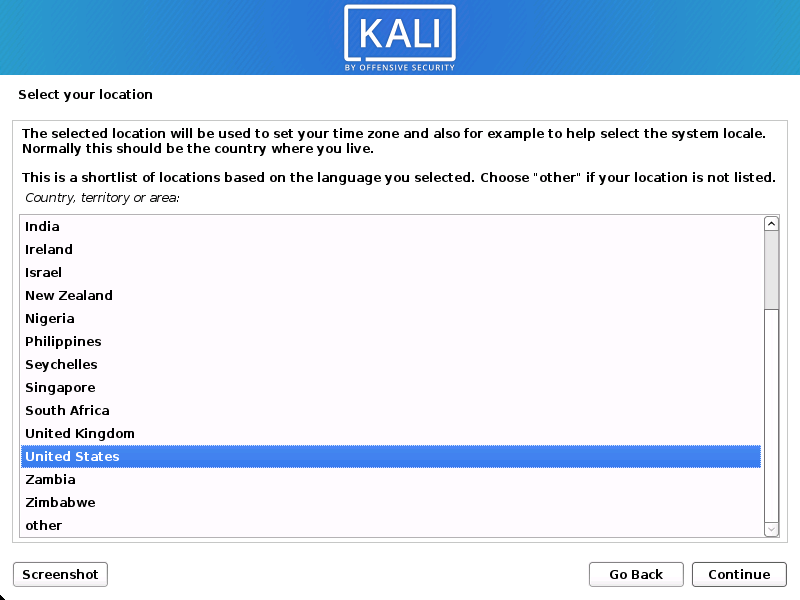 KALI
BY OFFENSIVE SECURITY
Select your location
The selected location will be used to set your time zone and also for example to help select the system locale.
Normally this should be the country where you live.
This is a shortlist of locations based on the language you selected. Choose "other" if your location is not listed.
Country, territory or area:
India
Ireland
Israel
New Zealand
Nigeria
Philippines
Seychelles
Singapore
South Africa
United Kingdom
United States
Zambia
Zimbabwe
other
Screenshot
Go Back
Continue